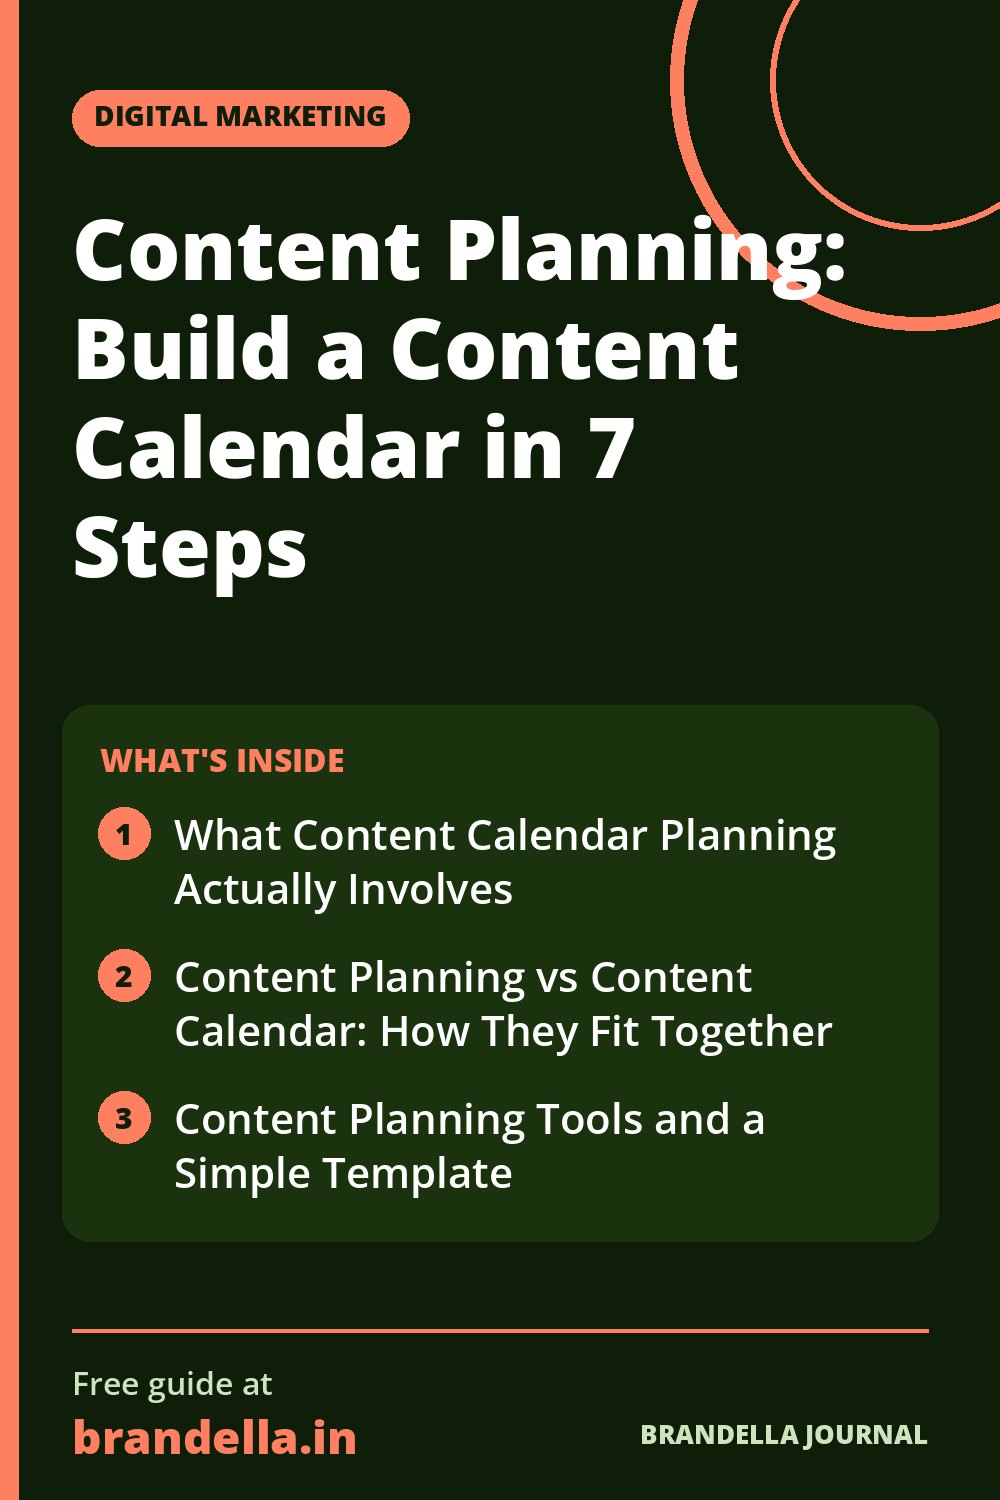 DIGITAL MARKETING
Content Planning:
Build a Content
Calendar in 7
Steps
WHAT'S INSIDE
1 What Content Calendar Planning
Actually Involves
2 Content Planning vs Content
Calendar: How They Fit Together
3 Content Planning Tools and a
Simple Template
Free guide at
brandella.in
BRANDELLA JOURNAL